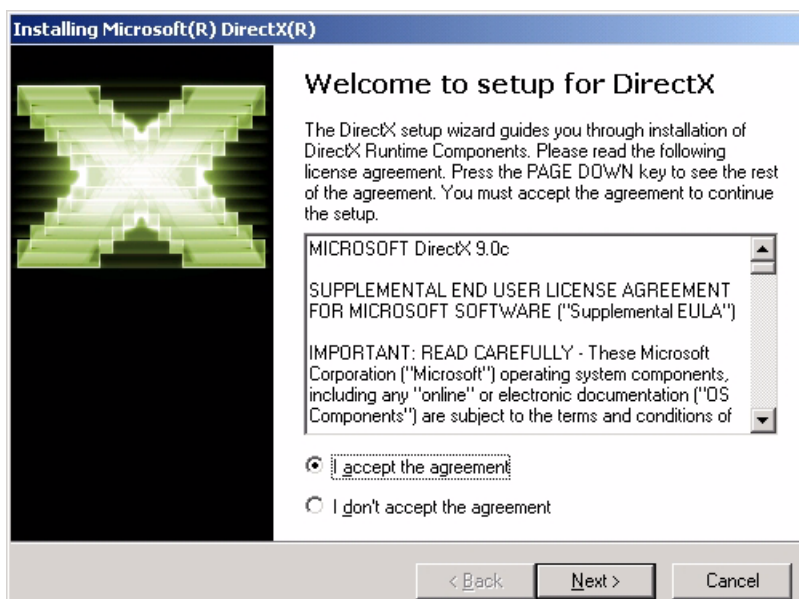 Installing Microsoft(R) DirectX(R)
Welcome to setup for DirectX
The DirectX setup wizard guides you through installation of
DirectX Runtime Components. Please read the following
license agreement. Press the PAGE DOWN key to see the rest
of the agreement. You must accept the agreement to continue
the setup.
MICROSOFT DirectX 9.0c
SUPPLEMENTAL END USER LICENSE AGREEMENT
FOR MICROSOFT SOFTWARE ("Supplemental EULA")
IMPORTANT: READ CAREFULLY - These Microsoft
Corporation ("Microsoft") operating system components,
including any "online" or electronic documentation ("OS
Components") are subject to the terms and conditions of
I accept the agreement
I don't accept the agreement
< Back
Next >
Cancel